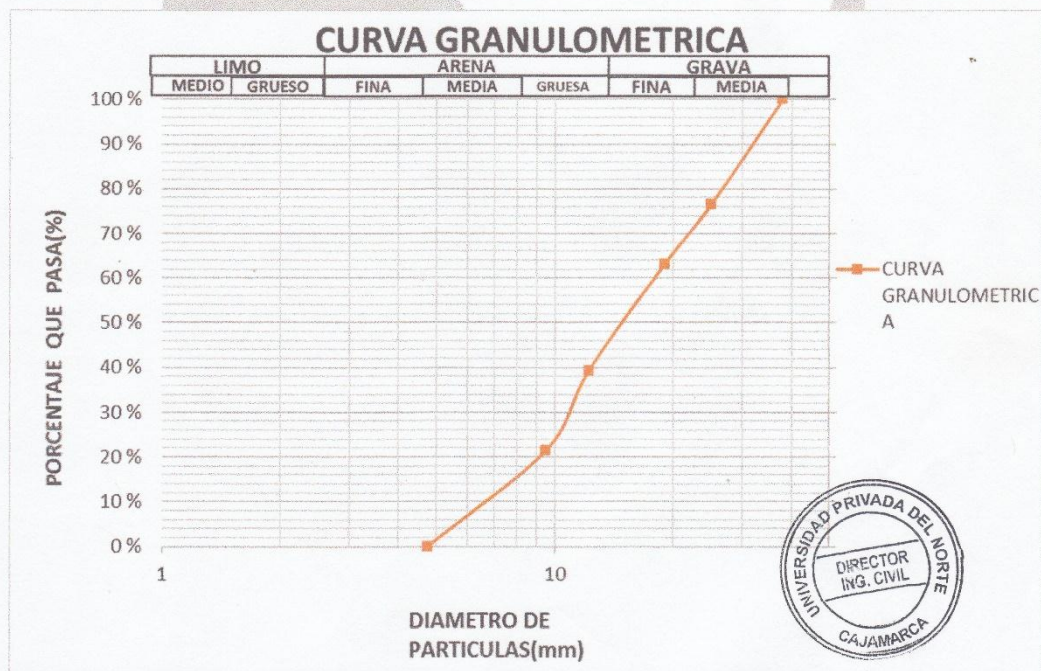 CURVA GRANULOMETRICA
LIMO ARENA GRAVA
MEDIO GRUESO FINA MEDIA GRUESA FINA MEDIA
100 %
90 %
80 %
70 %
60 %
50 %
40 %
30 %
20 %
10 %
0 %
PORCENTAJE QUE PASA(%)
1 10
DIAMETRO DE
PARTICULAS(mm)
CURVA
GRANULOMETRIC
A
UNIVERSIDAD PRIVADA DEL NORTE
DIRECTOR
ING. CIVIL
CAJAMARCA